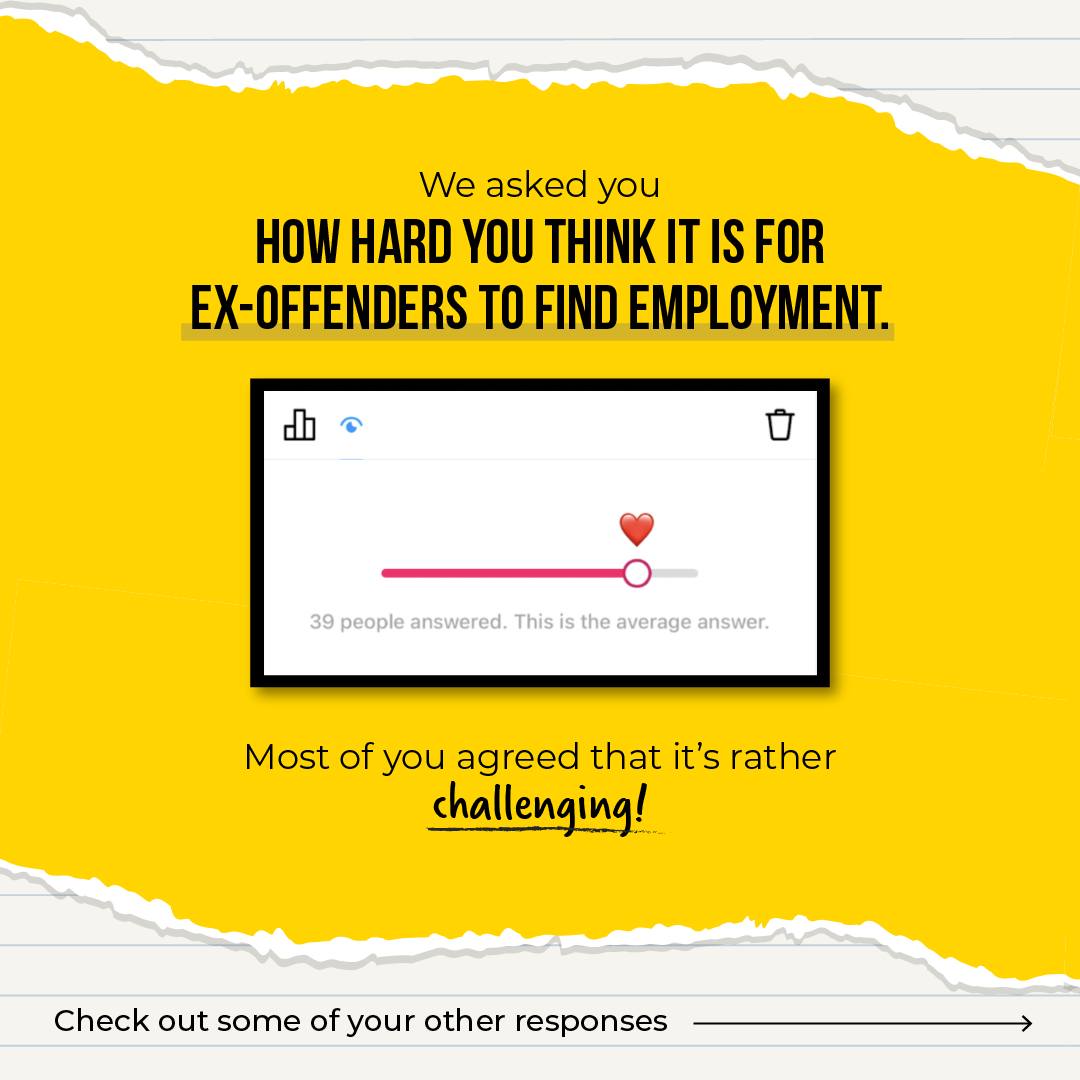 We asked you
HOW HARD YOU THINK IT IS FOR
EX-OFFENDERS TO FIND EMPLOYMENT.
39 people answered. This is the average answer.
Most of you agreed that it’s rather
challenging!
Check out some of your other responses